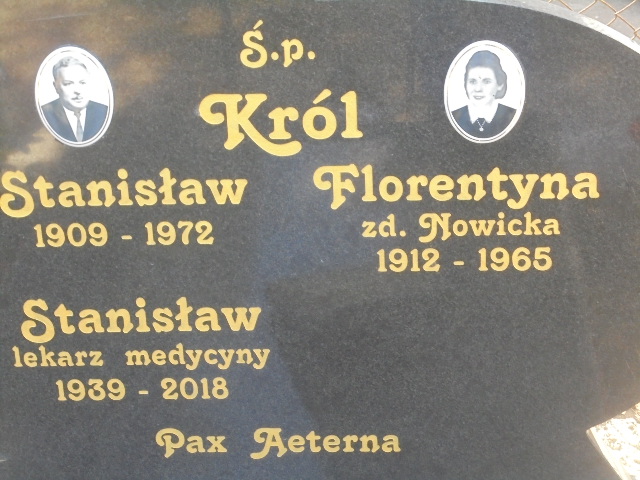 Ś.p.
Król
Stanisław
1909 - 1972
Florentyna
zd. Nowicka
1912 - 1965
Stanisław
lekarz medycyny
1939 - 2018
Pax Aeterna